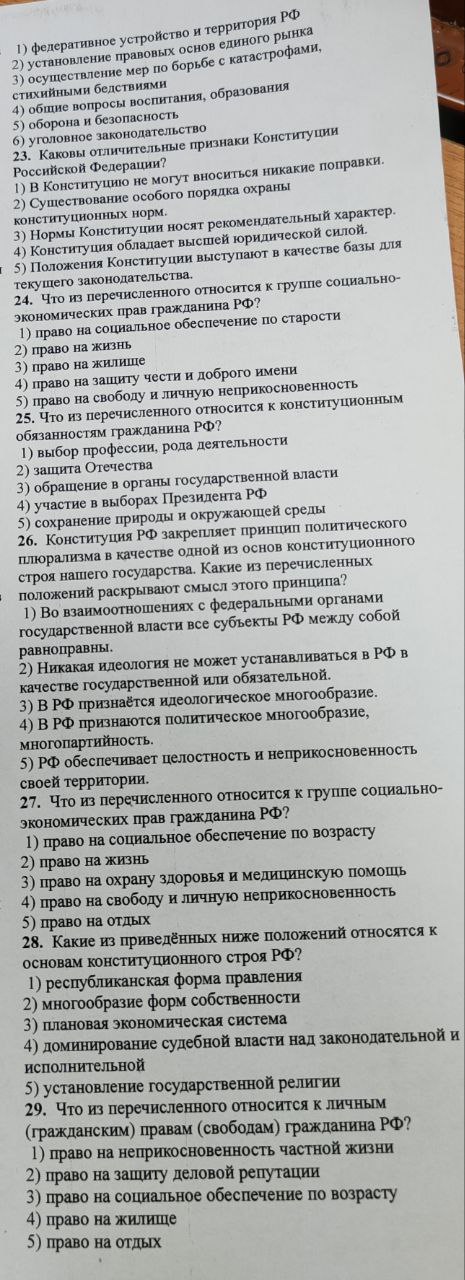 1) федеративное устройство и территория РФ
2) установление правовых основ единого рынка
3) осуществление мер по борьбе с катастрофами,
стихийными бедствиями
4) общие вопросы воспитания, образования
5) оборона и безопасность
6) уголовное законодательство
23. Каковы отличительные признаки Конституции
Российской Федерации?
1) В Конституцию не могут вноситься никакие поправки.
2) Существование особого порядка охраны
конституционных норм.
3) Нормы Конституции носят рекомендательный характер.
4) Конституция обладает высшей юридической силой.
5) Положения Конституции выступают в качестве базы для
текущего законодательства.
24. Что из перечисленного относится к группе социально-
экономических прав гражданина РФ?
1) право на социальное обеспечение по старости
2) право на жизнь
3) право на жилище
4) право на защиту чести и доброго имени
5) право на свободу и личную неприкосновенность
25. Что из перечисленного относится к конституционным
обязанностям гражданина РФ?
1) выбор профессии, рода деятельности
2) защита Отечества
3) обращение в органы государственной власти
4) участие в выборах Президента РФ
5) сохранение природы и окружающей среды
26. Конституция РФ закрепляет принцип политического
плюрализма в качестве одной из основ конституционного
строя нашего государства. Какие из перечисленных
положений раскрывают смысл этого принципа?
1) Во взаимоотношениях с федеральными органами
государственной власти все субъекты РФ между собой
равноправны.
2) Никакая идеология не может устанавливаться в РФ в
качестве государственной или обязательной.
3) В РФ признаётся идеологическое многообразие.
4) В РФ признаются политическое многообразие,
многопартийность.
5) РФ обеспечивает целостность и неприкосновенность
своей территории.
27. Что из перечисленного относится к группе социально-
экономических прав гражданина РФ?
1) право на социальное обеспечение по возрасту
2) право на жизнь
3) право на охрану здоровья и медицинскую помощь
4) право на свободу и личную неприкосновенность
5) право на отдых
28. Какие из приведённых ниже положений относятся к
основам конституционного строя РФ?
1) республиканская форма правления
2) многообразие форм собственности
3) плановая экономическая система
4) доминирование судебной власти над законодательной и
исполнительной
5) установление государственной религии
29. Что из перечисленного относится к личным
(гражданским) правам (свободам) гражданина РФ?
1) право на неприкосновенность частной жизни
2) право на защиту деловой репутации
3) право на социальное обеспечение по возрасту
4) право на жилище
5) право на отдых